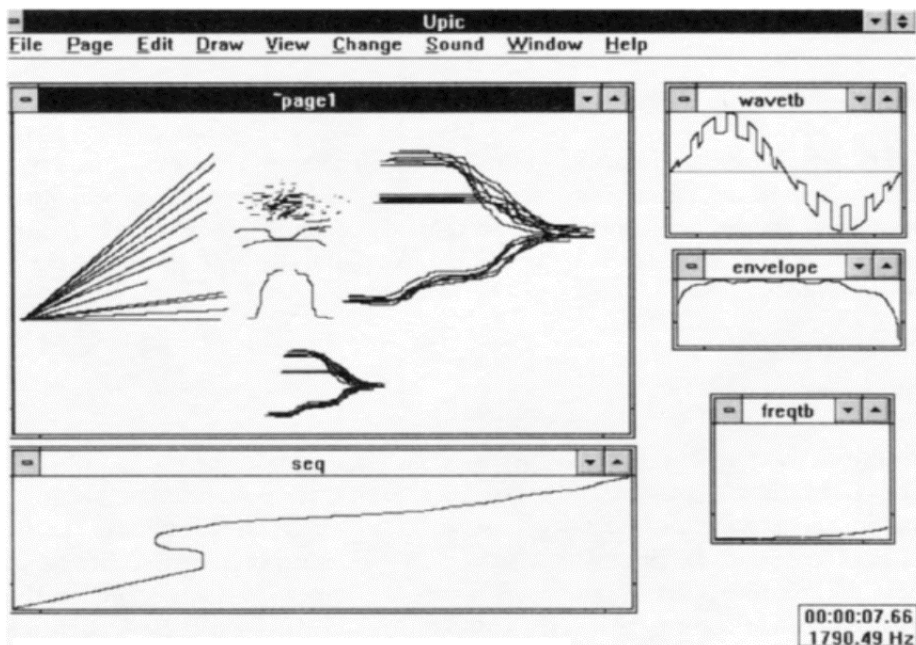 Upic
File Page Edit Draw View Change Sound Window Help
~page1
wavetb
envelope
freqtb
seq
00:00:07.66
1790.49 Hz